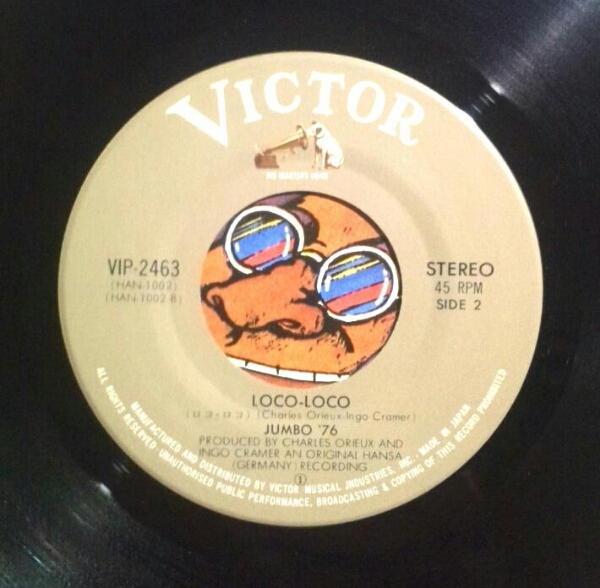 VICTOR
HIS MASTER'S VOICE
VIP-2463
(HAN-1002)
(HAN-1002-B)
STEREO
45 RPM
SIDE 2
LOCO-LOCO
(ロコ・ロコ) (Charles Orieux-Ingo Cramer)
JUMBO '76
PRODUCED BY CHARLES ORIEUX AND
INGO CRAMER AN ORIGINAL HANSA
(GERMANY) RECORDING
①
MANUFACTURED AND DISTRIBUTED BY VICTOR MUSICAL INDUSTRIES, INC. MADE IN JAPAN
ALL RIGHTS RESERVED UNAUTHORISED PUBLIC PERFORMANCE, BROADCASTING & COPYING OF THIS RECORD PROHIBITED